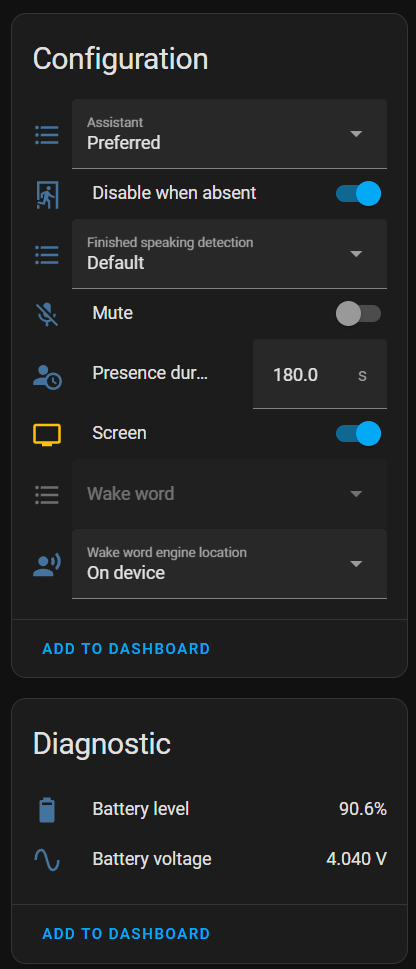 Configuration
Assistant
Preferred
Disable when absent
Finished speaking detection
Default
Mute
Presence dur... 180.0 s
Screen
Wake word
Wake word engine location
On device
ADD TO DASHBOARD
Diagnostic
Battery level 90.6%
Battery voltage 4.040 V
ADD TO DASHBOARD